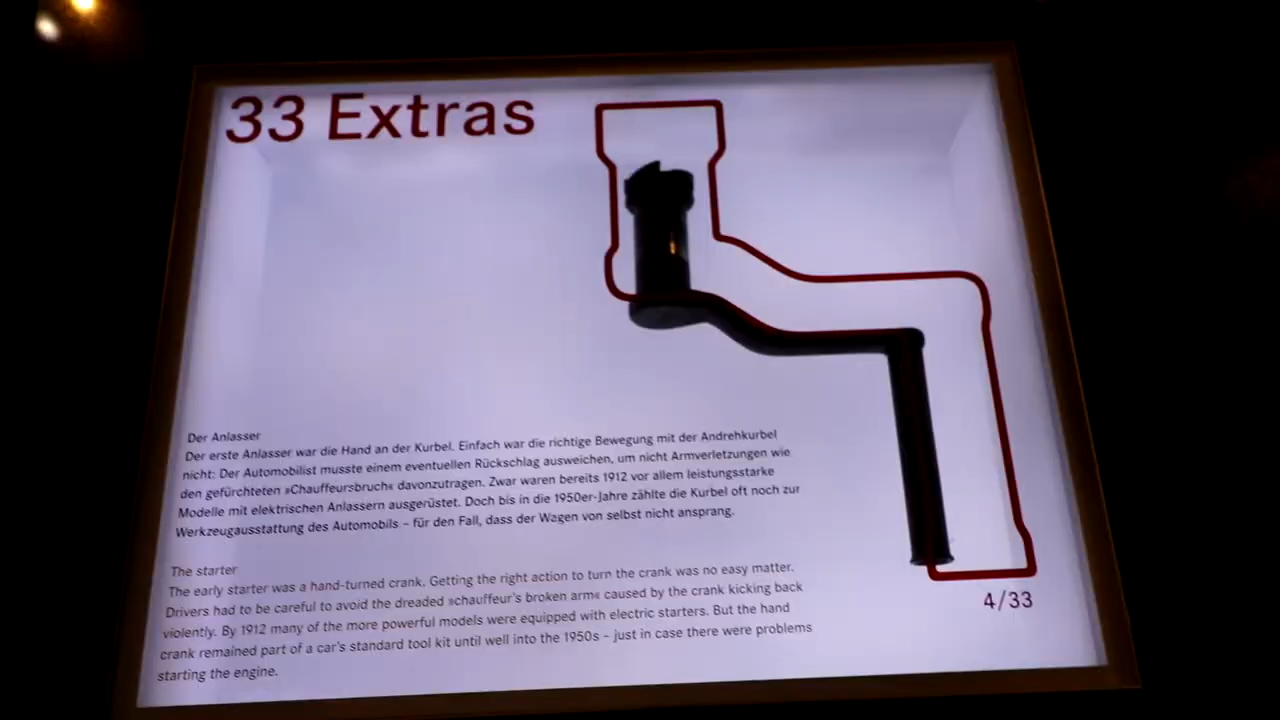 33 Extras
Der Anlasser
Der erste Anlasser war die Hand an der Kurbel. Einfach war die richtige Bewegung mit der Andrehkurbel
nicht: Der Automobilist musste einem eventuellen Rückschlag ausweichen, um nicht Armverletzungen wie
den gefürchteten »Chauffeursbruch« davonzutragen. Zwar waren bereits 1912 vor allem leistungsstarke
Modelle mit elektrischen Anlassern ausgerüstet. Doch bis in die 1950er-Jahre zählte die Kurbel oft noch zur
Werkzeugausstattung des Automobils – für den Fall, dass der Wagen von selbst nicht ansprang.
The starter
The early starter was a hand-turned crank. Getting the right action to turn the crank was no easy matter.
Drivers had to be careful to avoid the dreaded »chauffeur's broken arm« caused by the crank kicking back
violently. By 1912 many of the more powerful models were equipped with electric starters. But the hand
crank remained part of a car's standard tool kit until well into the 1950s – just in case there were problems
starting the engine.
4/33